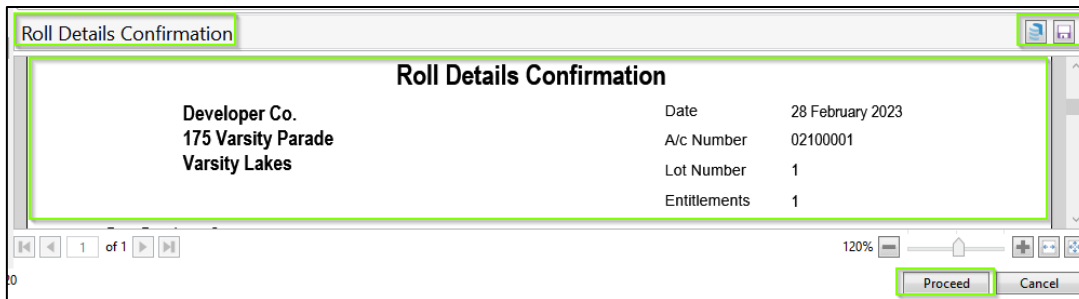 Roll Details Confirmation
Roll Details Confirmation
Developer Co.
175 Varsity Parade
Varsity Lakes
Date 28 February 2023
A/c Number 02100001
Lot Number 1
Entitlements 1
1 of 1
120%
Proceed Cancel